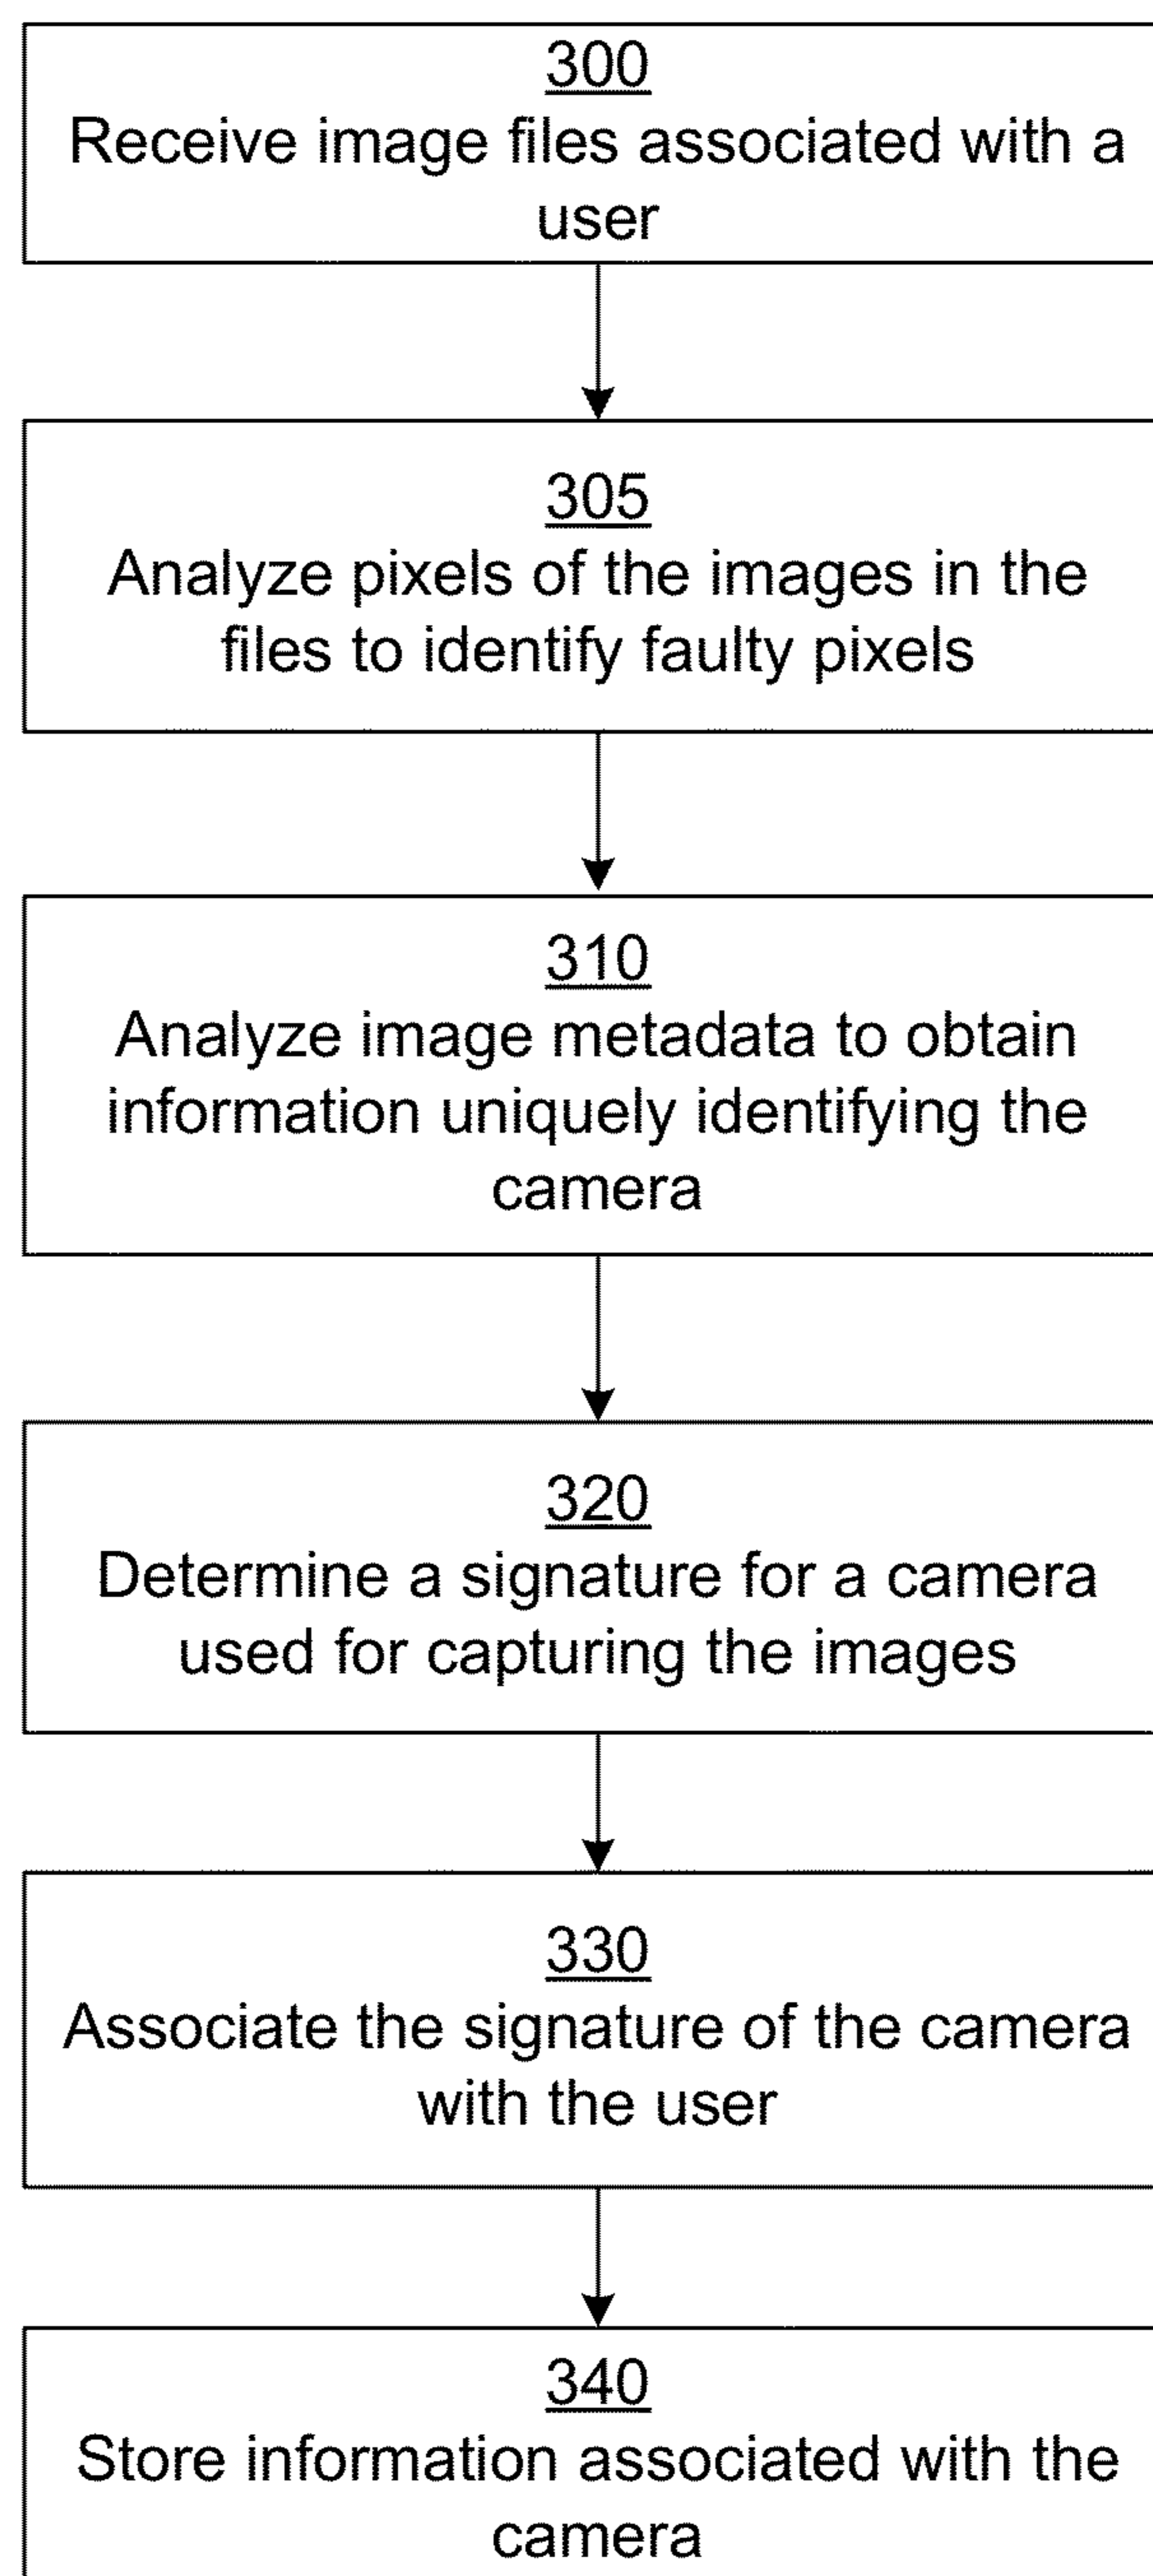 300
Receive image files associated with a
user
305
Analyze pixels of the images in the
files to identify faulty pixels
310
Analyze image metadata to obtain
information uniquely identifying the
camera
320
Determine a signature for a camera
used for capturing the images
330
Associate the signature of the camera
with the user
340
Store information associated with the
camera